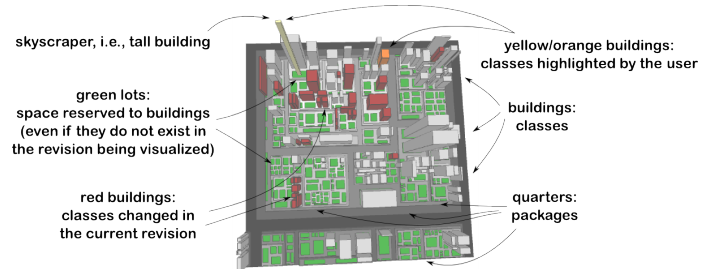 skyscraper, i.e., tall building
yellow/orange buildings:
classes highlighted by the user
green lots:
space reserved to buildings
(even if they do not exist in
the revision being visualized)
buildings:
classes
red buildings:
classes changed in
the current revision
quarters:
packages